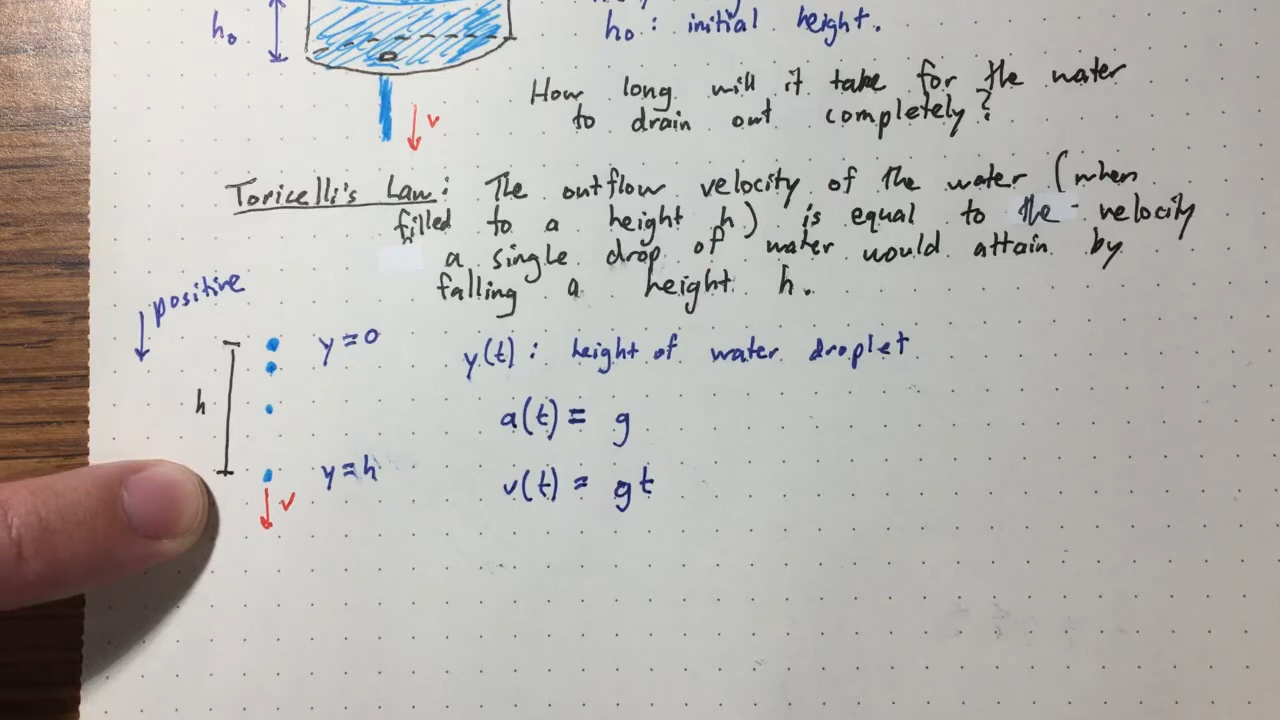 h₀
h₀: initial height.
How long will it take for the water
to drain out completely?
v
Toricelli's Law: The outflow velocity of the water (when
filled to a height h) is equal to the velocity
a single drop of water would attain by
falling a height h.
positive
y=0
y(t): height of water droplet
h
a(t) = g
y=h
v(t) = gt
v